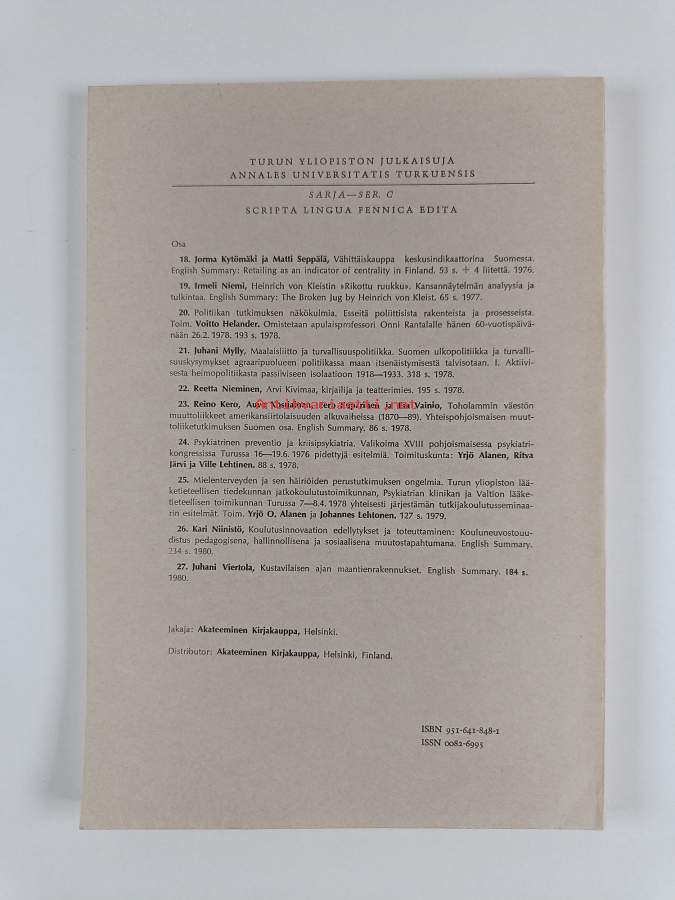 TURUN YLIOPISTON JULKAISUJA
ANNALES UNIVERSITATIS TURKUENSIS
SARJA—SER. C
SCRIPTA LINGUA FENNICA EDITA
Osa
18. Jorma Kytömäki ja Matti Seppälä, Vähittäiskauppa keskusindikaattorina Suomessa.
English Summary: Retailing as an indicator of centrality in Finland. 53 s. + 4 liitettä. 1976.
19. Irmeli Niemi, Heinrich von Kleistin »Rikottu ruukku». Kansannäytelmän analyysia ja
tulkintaa. English Summary: The Broken Jug by Heinrich von Kleist. 65 s. 1977.
20. Politiikan tutkimuksen näkökulmia. Esseitä poliittisista rakenteista ja prosesseista.
Toim. Voitto Helander. Omistetaan apulaisprofessori Onni Rantalalle hänen 60-vuotispäivä-
nään 26.2. 1978. 193 s. 1978.
21. Juhani Mylly, Maalaisliitto ja turvallisuuspolitiikka. Suomen ulkopolitiikka ja turvalli-
suuskysymykset agraaripuolueen politiikassa maan itsenäistymisestä talvisotaan. I. Aktiivi-
sesta heimopolitiikasta passiiviseen isolaatioon 1918—1933. 318 s. 1978.
22. Reetta Nieminen, Arvi Kivimaa, kirjailija ja teatterimies. 195 s. 1978.
23. Reino Kero, Auvo Kostiainen, Eero Kuparinen ja Vainio, Toholammin väestön
muuttoliikkeet amerikansiirtolaisuuden alkuvaiheissa (1870—89). Yhteispohjoismaisen muut-
toliiketutkimuksen Suomen osa. English Summary. 86 s. 1978.
Antikvariaatti.net
24. Psykiatrinen preventio ja kriisipsykiatria. Valikoima XVIII pohjoismaisessa psykiatri-
kongressissa Turussa 16—19.6. 1976 pidettyjä esitelmiä. Toimituskunta: Yrjö Alanen, Ritva
Järvi ja Ville Lehtinen. 88 s. 1978.
25. Mielenterveyden ja sen häiriöiden perustutkimuksen ongelmia. Turun yliopiston lää-
ketieteellisen tiedekunnan jatkokoulutustoimikunnan, Psykiatrian klinikan ja Valtion lääke-
tieteellisen toimikunnan Turussa 7—8.4. 1978 yhteisesti järjestämän tutkijakoulutusseminaa-
rin esitelmät. Toim. Yrjö O. Alanen ja Johannes Lehtonen. 127 s. 1979.
26. Kari Niinistö, Koulutusinnovaation edellytykset ja toteuttaminen: Kouluneuvostouu-
distus pedagogisena, hallinnollisena ja sosiaalisena muutostapahtumana. English Summary.
234 s. 1980.
27. Juhani Viertola, Kustavilaisen ajan maantienrakennukset. English Summary. 184 s.
1980.
Jakaja: Akateeminen Kirjakauppa, Helsinki.
Distributor: Akateeminen Kirjakauppa, Helsinki, Finland.
ISBN 951-641-848-1
ISSN 0082-6995